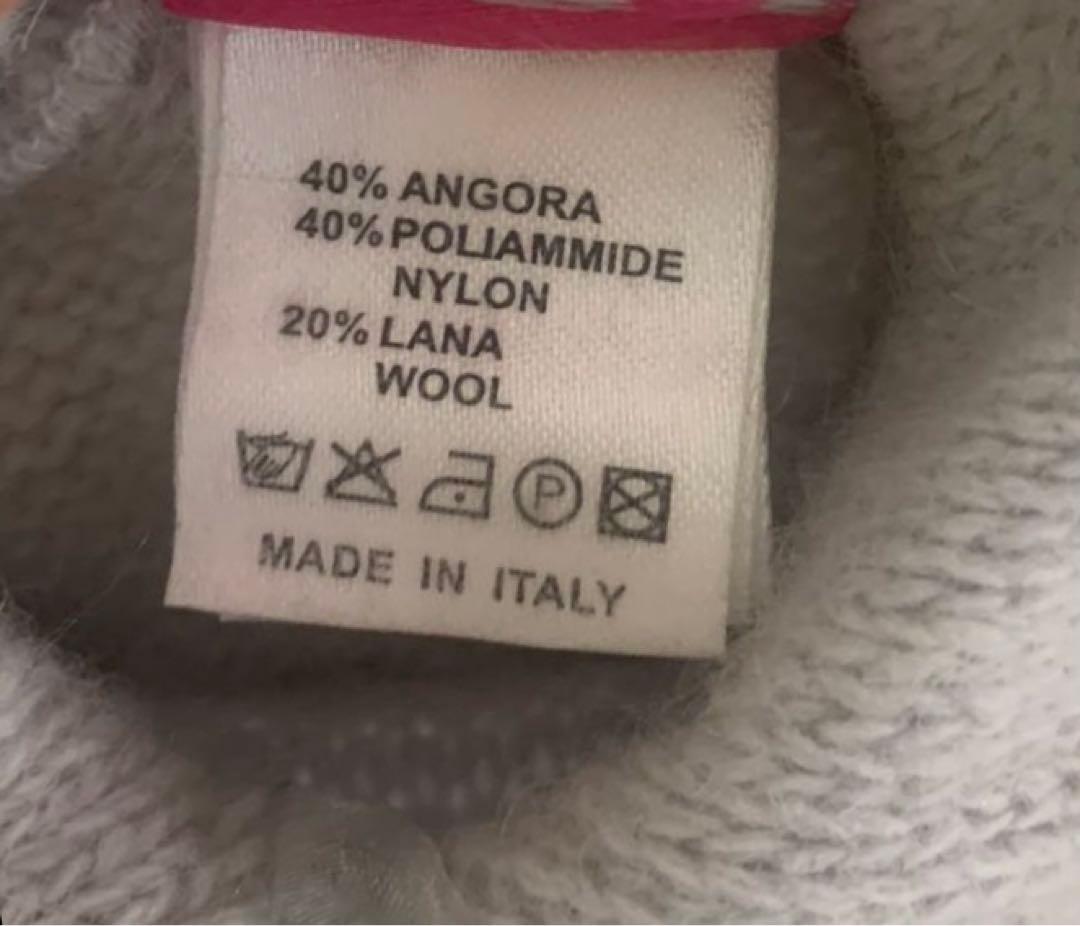 40% ANGORA
40% POLIAMMIDE
NYLON
20% LANA
WOOL
P
MADE IN ITALY